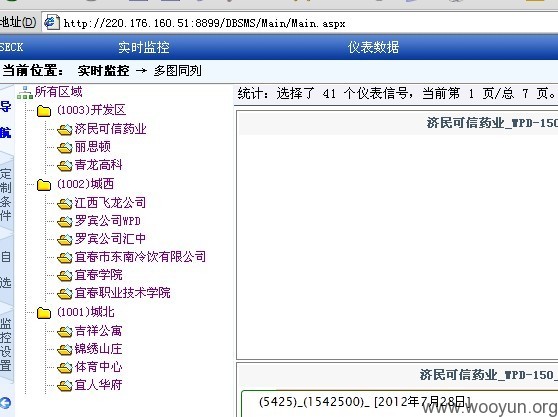 地址(D) http://220.176.160.51:8899/DBSMS/Main/Main.aspx
SECK 实时监控 仪表数据
当前位置： 实时监控 → 多图同列
导航
定制条件
自选
监控设置
所有区域
(1003)开发区
济民可信药业
丽思顿
青龙高科
(1002)城西
江西飞龙公司
罗宾公司WPD
罗宾公司汇中
宜春市东南冷饮有限公司
宜春学院
宜春职业技术学院
(1001)城北
吉祥公寓
锦绣山庄
体育中心
宜人华府
统计：选择了 41 个仪表信号，当前第 1 页/总 7 页。
济民可信药业_WPD-150
济民可信药业_WPD-150_
(5425)_(1542500)_ [2012年7月28日]
www.wooyun.org